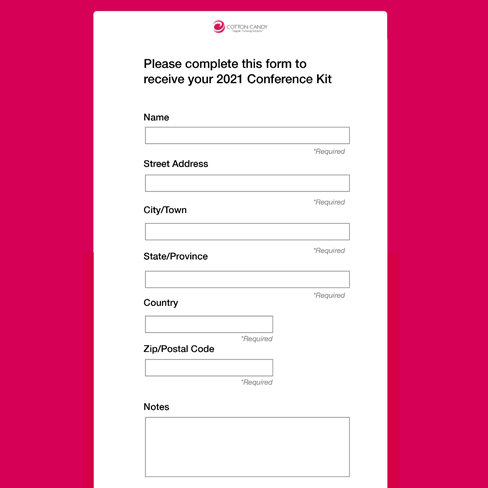 COTTON CANDY
Please complete this form to
receive your 2021 Conference Kit
Name
*Required
Street Address
*Required
City/Town
*Required
State/Province
*Required
Country
*Required
Zip/Postal Code
*Required
Notes